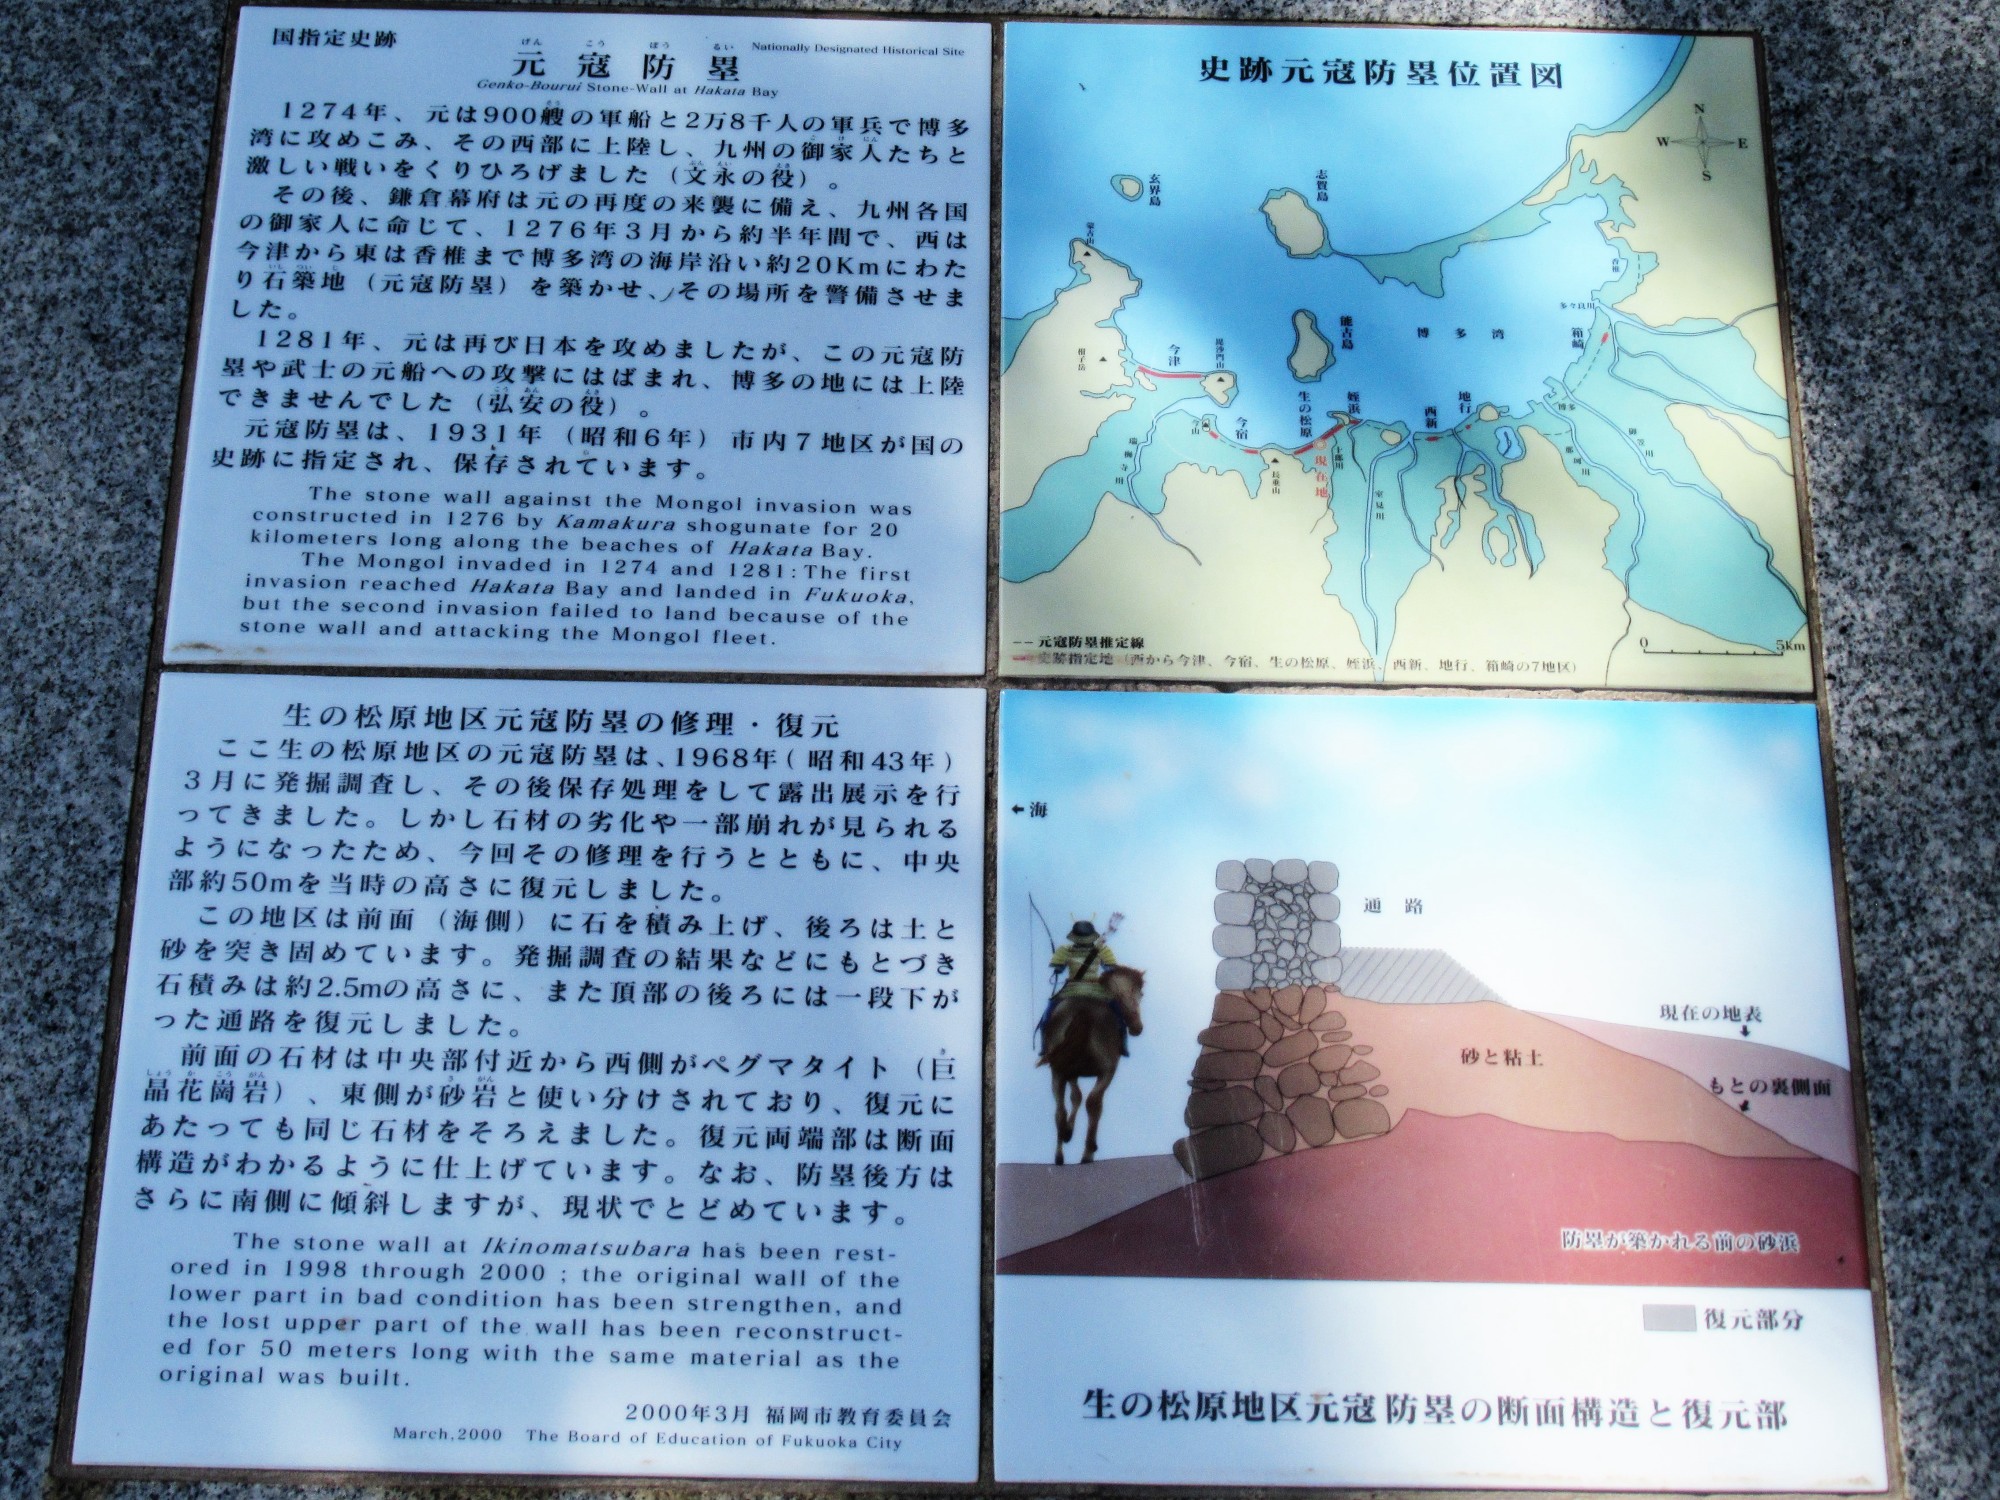 国指定史跡
げん こう ぼう るい
元寇防塁
Nationally Designated Historical Site
Genko-Bourui Stone-Wall at Hakata Bay
1274年、元は900艘の軍船と2万8千人の軍兵で博多
湾に攻めこみ、その西部に上陸し、九州の御家人たちと
激しい戦いをくりひろげました（文永の役）。
その後、鎌倉幕府は元の再度の来襲に備え、九州各国
の御家人に命じて、1276年3月から約半年間で、西は
今津から東は香椎まで博多湾の海岸沿い約20Kmにわた
り石築地（元寇防塁）を築かせ、その場所を警備させま
した。
1281年、元は再び日本を攻めましたが、この元寇防
塁や武士の元船への攻撃にはばまれ、博多の地には上陸
できませんでした（弘安の役）。
元寇防塁は、1931年（昭和6年）市内7地区が国の
史跡に指定され、保存されています。
The stone wall against the Mongol invasion was
constructed in 1276 by Kamakura shogunate for 20
kilometers long along the beaches of Hakata Bay.
The Mongol invaded in 1274 and 1281:The first
invasion reached Hakata Bay and landed in Fukuoka,
but the second invasion failed to land because of the
stone wall and attacking the Mongol fleet.
史跡元寇防塁位置図
N
W E
S
玄界島
志賀島
能古島
博多湾
香椎
多々良川
箱崎
今津
毘沙門山
今山
今宿
生の松原
姪浜
西新
地行
博多
御笠川
那珂川
室見川
十郎川
長垂山
瑞梅寺川
現在地
元寇防塁推定線
史跡指定地（西から今津、今宿、生の松原、姪浜、西新、地行、箱崎の7地区）
0 5km
生の松原地区元寇防塁の修理・復元
ここ生の松原地区の元寇防塁は、1968年(昭和43年)
3月に発掘調査し、その後保存処理をして露出展示を行
ってきました。しかし石材の劣化や一部崩れが見られる
ようになったため、今回その修理を行うとともに、中央
部約50mを当時の高さに復元しました。
この地区は前面（海側）に石を積み上げ、後ろは土と
砂を突き固めています。発掘調査の結果などにもとづき
石積みは約2.5mの高さに、また頂部の後ろには一段下が
った通路を復元しました。
前面の石材は中央部付近から西側がペグマタイト（巨
晶花崗岩）、東側が砂岩と使い分けされており、復元に
あたっても同じ石材をそろえました。復元両端部は断面
構造がわかるように仕上げています。なお、防塁後方は
さらに南側に傾斜しますが、現状でとどめています。
The stone wall at Ikinomatsubara has been rest-
ored in 1998 through 2000 ; the original wall of the
lower part in bad condition has been strengthen, and
the lost upper part of the wall has been reconstruct-
ed for 50 meters long with the same material as the
original was built.
2000年3月 福岡市教育委員会
March,2000 The Board of Education of Fukuoka City
←海
通路
現在の地表
砂と粘土
もとの裏側面
防塁が築かれる前の砂浜
復元部分
生の松原地区元寇防塁の断面構造と復元部